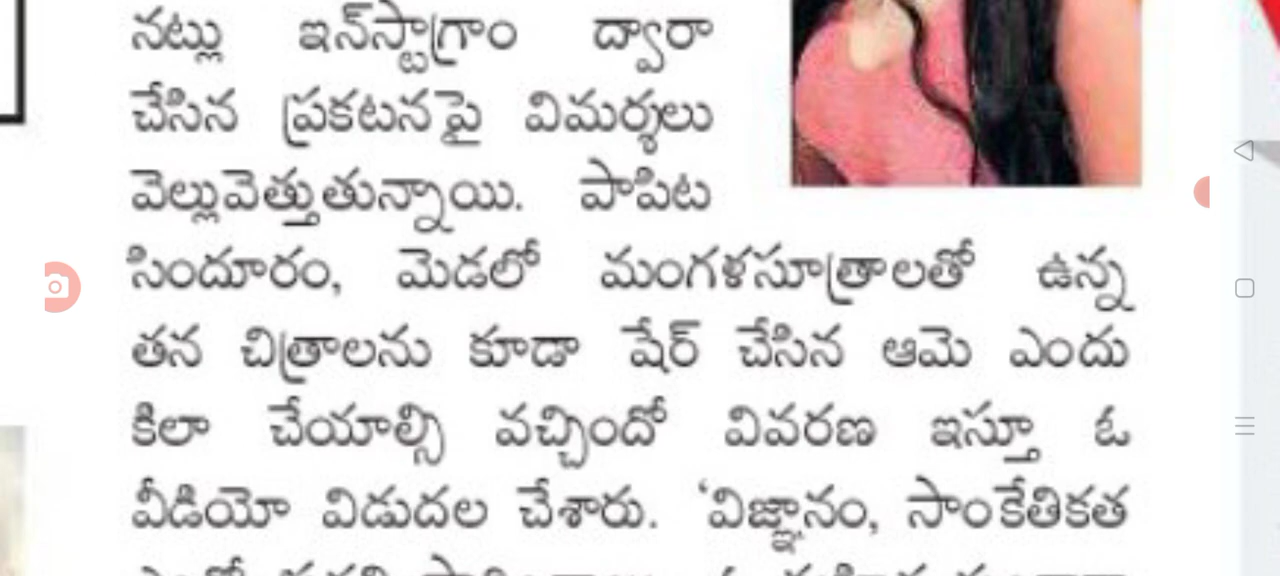 నట్లు ఇన్‌స్టాగ్రాం ద్వారా
చేసిన ప్రకటనపై విమర్శలు
వెల్లువెత్తుతున్నాయి. పాపిట
సిందూరం, మెడలో మంగళసూత్రాలతో ఉన్న
తన చిత్రాలను కూడా షేర్ చేసిన ఆమె ఎందు
కిలా చేయాల్సి వచ్చిందో వివరణ ఇస్తూ ఓ
వీడియో విడుదల చేశారు. ‘విజ్ఞానం, సాంకేతికత